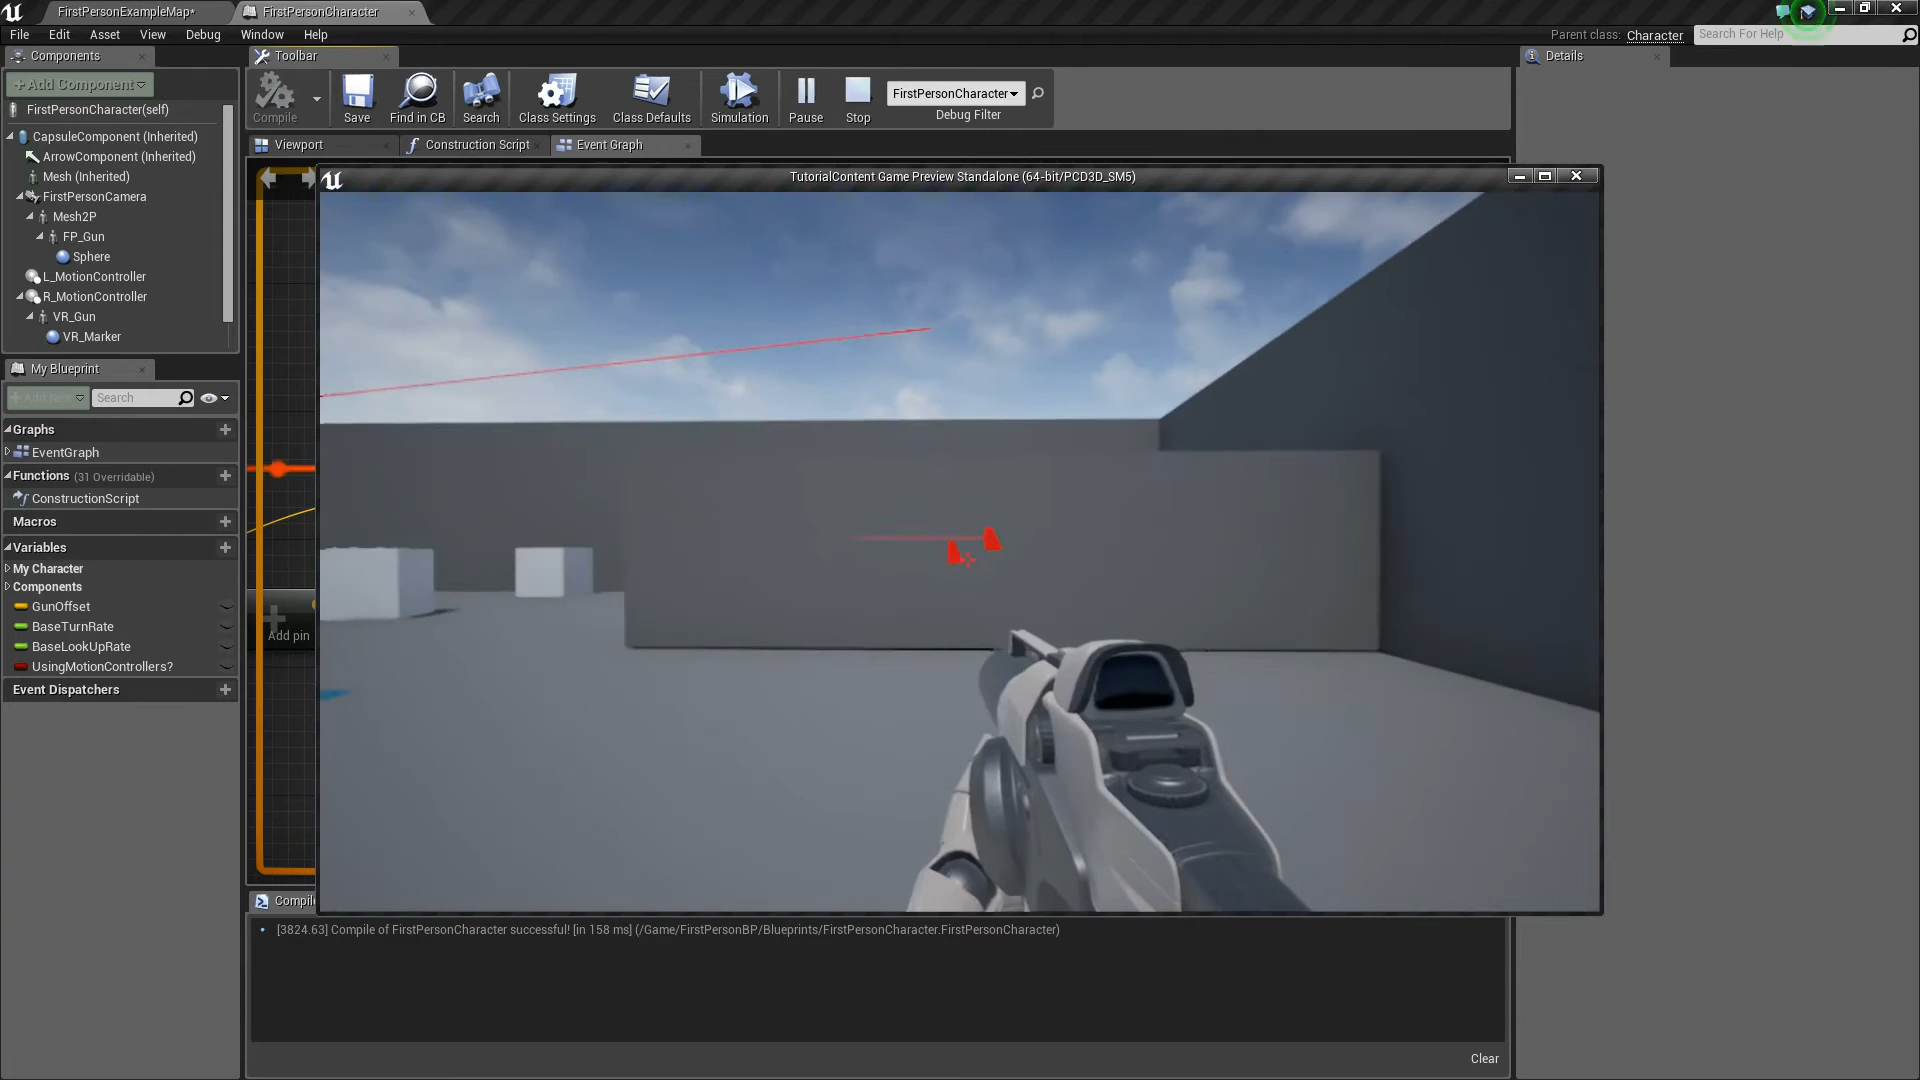 FirstPersonExampleMap*
FirstPersonCharacter
File Edit Asset View Debug Window Help
Parent class: Character
Search For Help
Components
Toolbar
Details
+Add Component
FirstPersonCharacter(self)
CapsuleComponent (Inherited)
ArrowComponent (Inherited)
Mesh (Inherited)
FirstPersonCamera
Mesh2P
FP_Gun
Sphere
L_MotionController
R_MotionController
VR_Gun
VR_Marker
Compile
Save
Find in CB
Search
Class Settings
Class Defaults
Simulation
Pause
Stop
FirstPersonCharacter
Debug Filter
Viewport
Construction Script
Event Graph
TutorialContent Game Preview Standalone (64-bit/PCD3D_SM5)
My Blueprint
+ Add New
Search
Graphs
EventGraph
Functions (31 Overridable)
ConstructionScript
Macros
Variables
My Character
Components
GunOffset
BaseTurnRate
BaseLookUpRate
UsingMotionControllers?
Event Dispatchers
Add pin
Compile
[3824.63] Compile of FirstPersonCharacter successful! [in 158 ms] (/Game/FirstPersonBP/Blueprints/FirstPersonCharacter.FirstPersonCharacter)
Clear